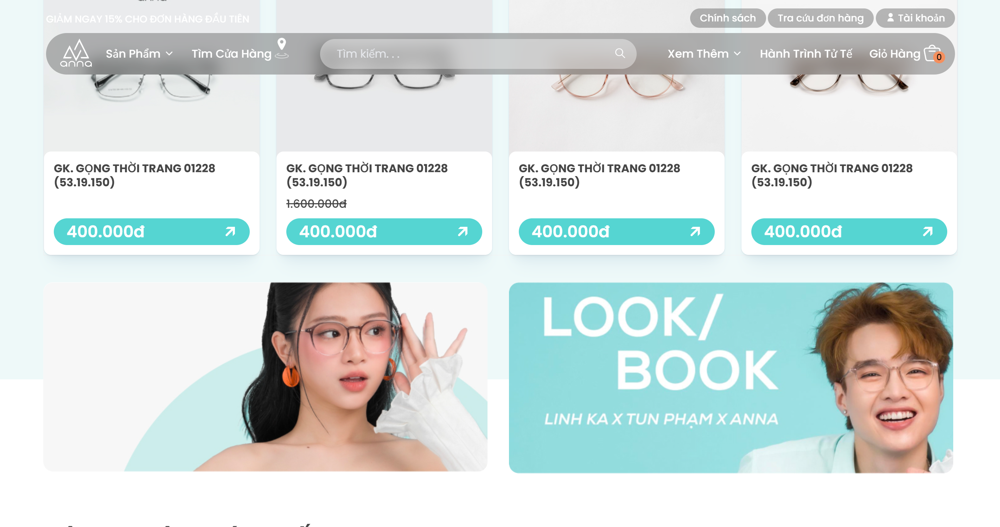 GIẢM NGAY 15% CHO ĐƠN HÀNG ĐẦU TIÊN
Chính sách
Tra cứu đơn hàng
Tài khoản
anna
Sản Phẩm
Tìm Cửa Hàng
Tìm kiếm...
Xem Thêm
Hành Trình Tử Tế
Giỏ Hàng
0
GK. GỌNG THỜI TRANG 01228
(53.19.150)
400.000đ
GK. GỌNG THỜI TRANG 01228
(53.19.150)
1.600.000đ
400.000đ
GK. GỌNG THỜI TRANG 01228
(53.19.150)
400.000đ
GK. GỌNG THỜI TRANG 01228
(53.19.150)
400.000đ
LOOK/
BOOK
LINH KA X TUN PHẠM X ANNA